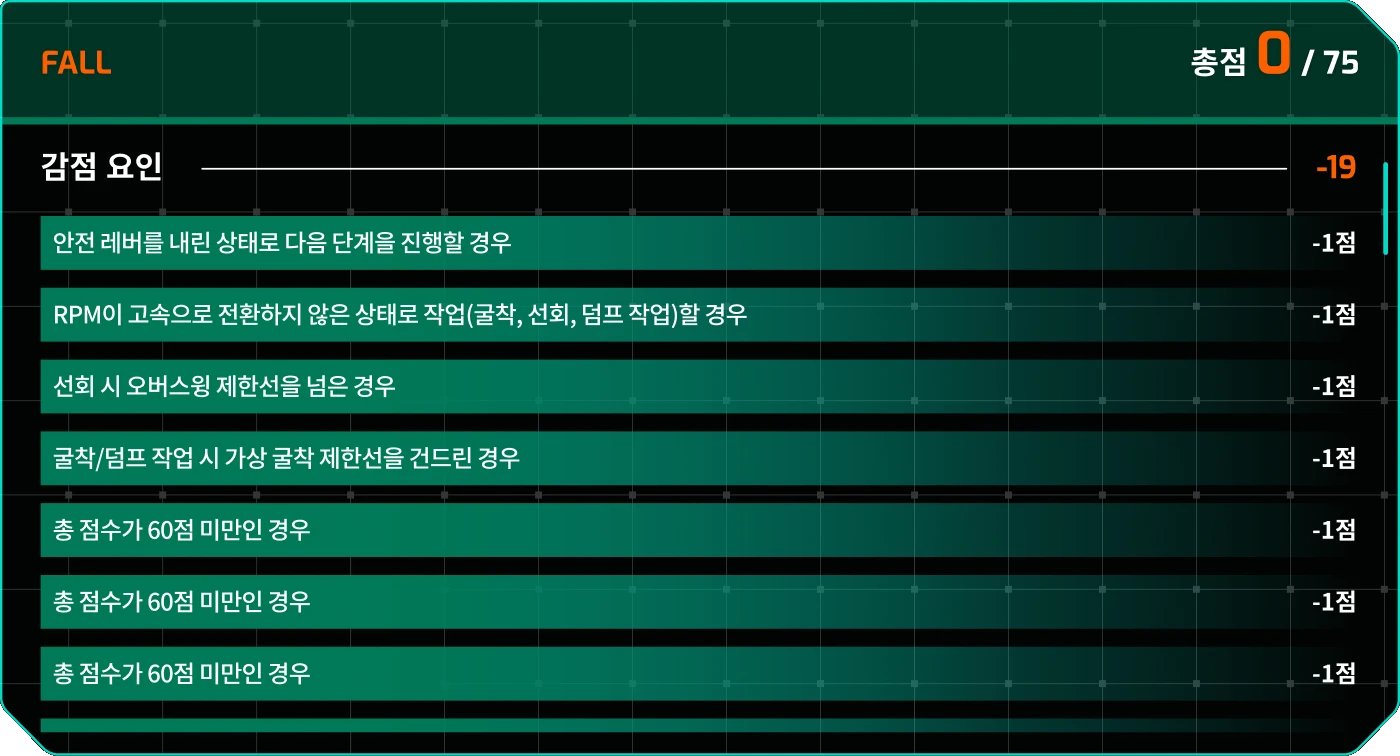 FALL
총점 0 / 75
감점 요인 -19
안전 레버를 내린 상태로 다음 단계을 진행할 경우 -1점
RPM이 고속으로 전환하지 않은 상태로 작업(굴착, 선회, 덤프 작업)할 경우 -1점
선회 시 오버스윙 제한선을 넘은 경우 -1점
굴착/덤프 작업 시 가상 굴착 제한선을 건드린 경우 -1점
총 점수가 60점 미만인 경우 -1점
총 점수가 60점 미만인 경우 -1점
총 점수가 60점 미만인 경우 -1점